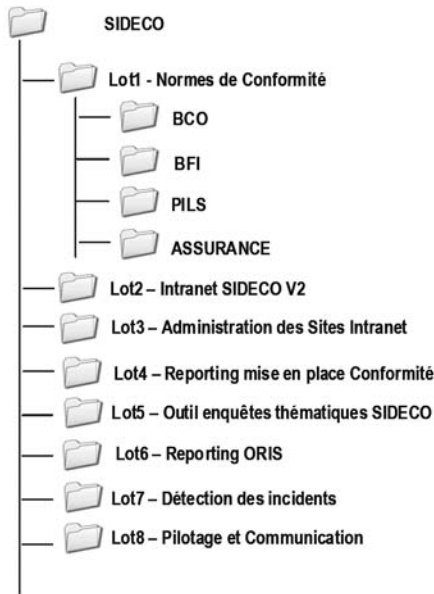 SIDECO
Lot1 - Normes de Conformité
BCO
BFI
PILS
ASSURANCE
Lot2 – Intranet SIDECO V2
Lot3 – Administration des Sites Intranet
Lot4 – Reporting mise en place Conformité
Lot5 – Outil enquêtes thématiques SIDECO
Lot6 – Reporting ORIS
Lot7 – Détection des incidents
Lot8 – Pilotage et Communication